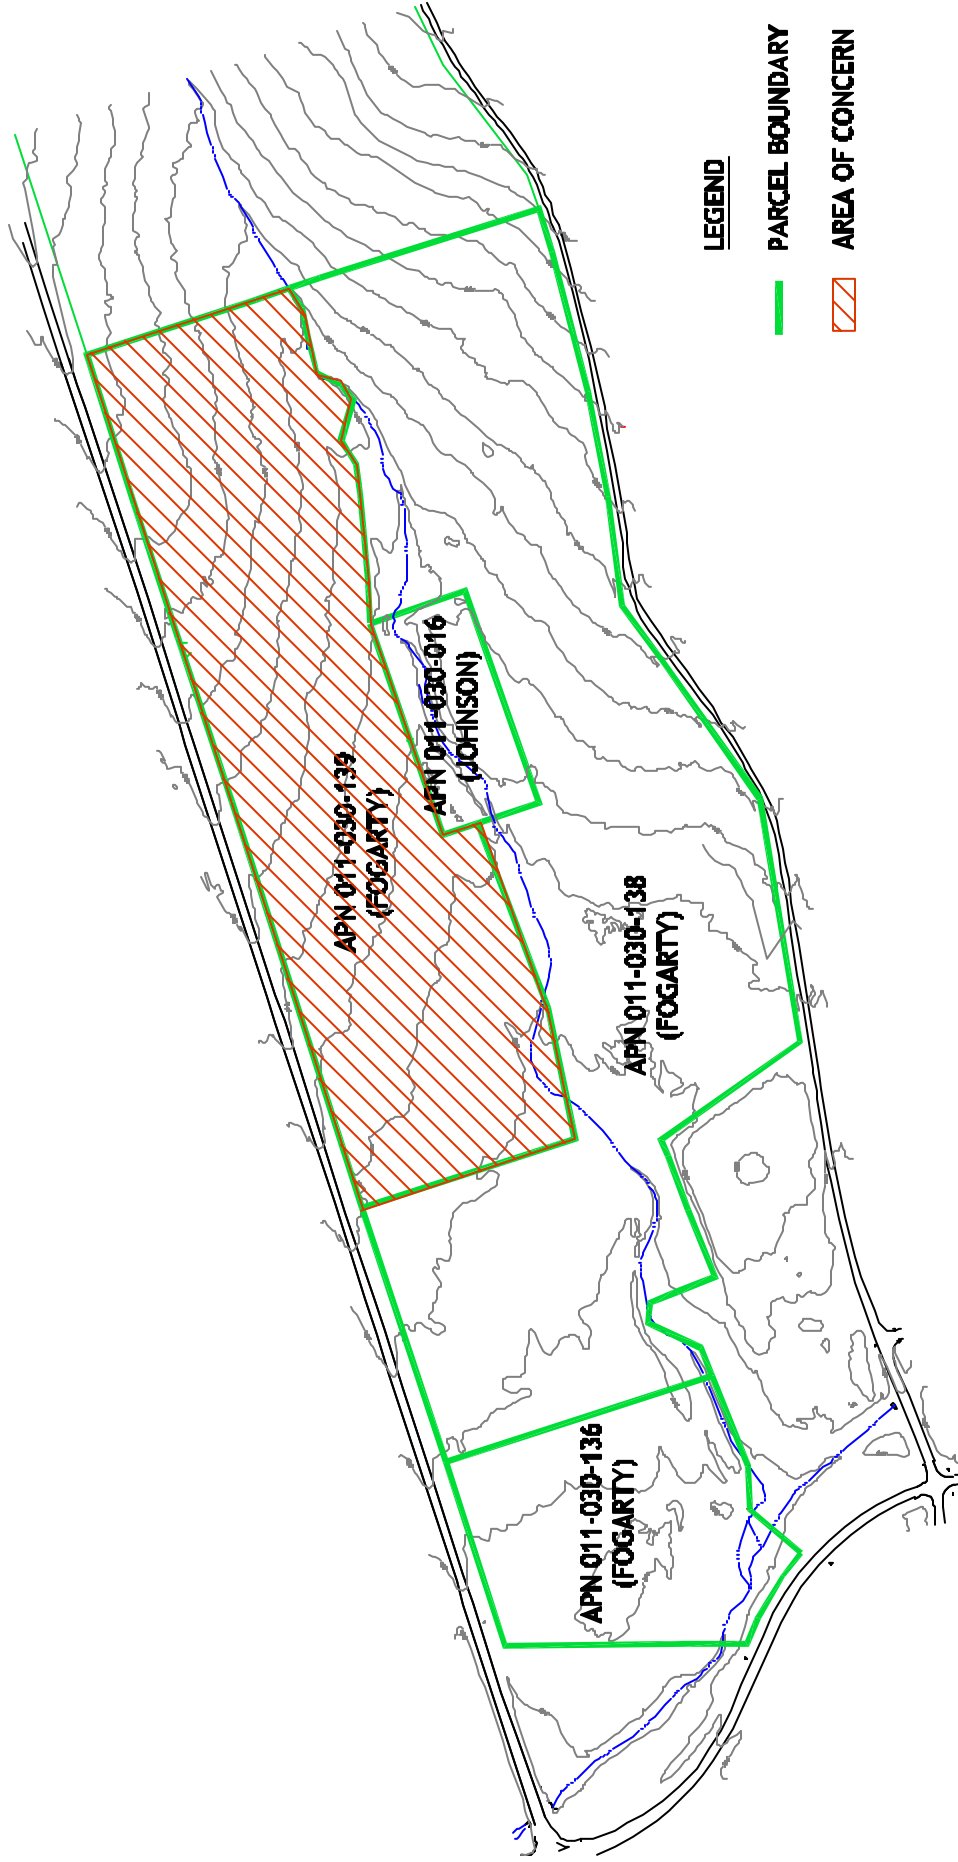 APN 011-030-139
(FOGARTY)
APN 011-030-016
(JOHNSON)
APN 011-030-136
(FOGARTY)
APN 011-030-138
(FOGARTY)
LEGEND
PARCEL BOUNDARY
AREA OF CONCERN